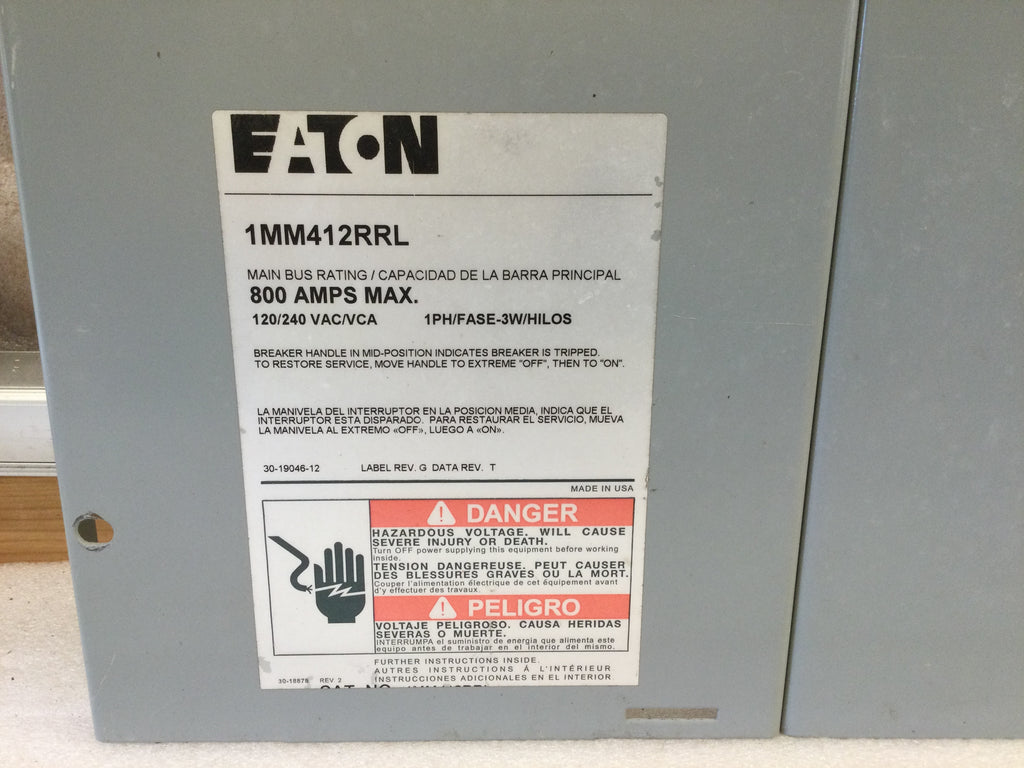 EATON
1MM412RRL
MAIN BUS RATING / CAPACIDAD DE LA BARRA PRINCIPAL
800 AMPS MAX.
120/240 VAC/VCA 1PH/FASE-3W/HILOS
BREAKER HANDLE IN MID-POSITION INDICATES BREAKER IS TRIPPED.
TO RESTORE SERVICE, MOVE HANDLE TO EXTREME "OFF", THEN TO "ON".
LA MANIVELA DEL INTERRUPTOR EN LA POSICION MEDIA, INDICA QUE EL
INTERRUPTOR ESTA DISPARADO. PARA RESTAURAR EL SERVICIO, MUEVA
LA MANIVELA AL EXTREMO «OFF», LUEGO A «ON».
30-19046-12 LABEL REV. G DATA REV. T
MADE IN USA
DANGER
HAZARDOUS VOLTAGE. WILL CAUSE
SEVERE INJURY OR DEATH.
Turn OFF power supplying this equipment before working
inside.
TENSION DANGEREUSE. PEUT CAUSER
DES BLESSURES GRAVES OU LA MORT.
Couper l'alimentation électrique de cet équipement avant
d'y effectuer des travaux.
PELIGRO
VOLTAJE PELIGROSO. CAUSA HERIDAS
SEVERAS O MUERTE.
INTERRUMPA el suministro de energia que alimenta este
equipo antes de trabajar en el interior del mismo.
FURTHER INSTRUCTIONS INSIDE.
AUTRES INSTRUCTIONS À L'INTÉRIEUR
30-18878 REV 2 INSTRUCCIONES ADICIONALES EN EL INTERIOR
CAT. NO.